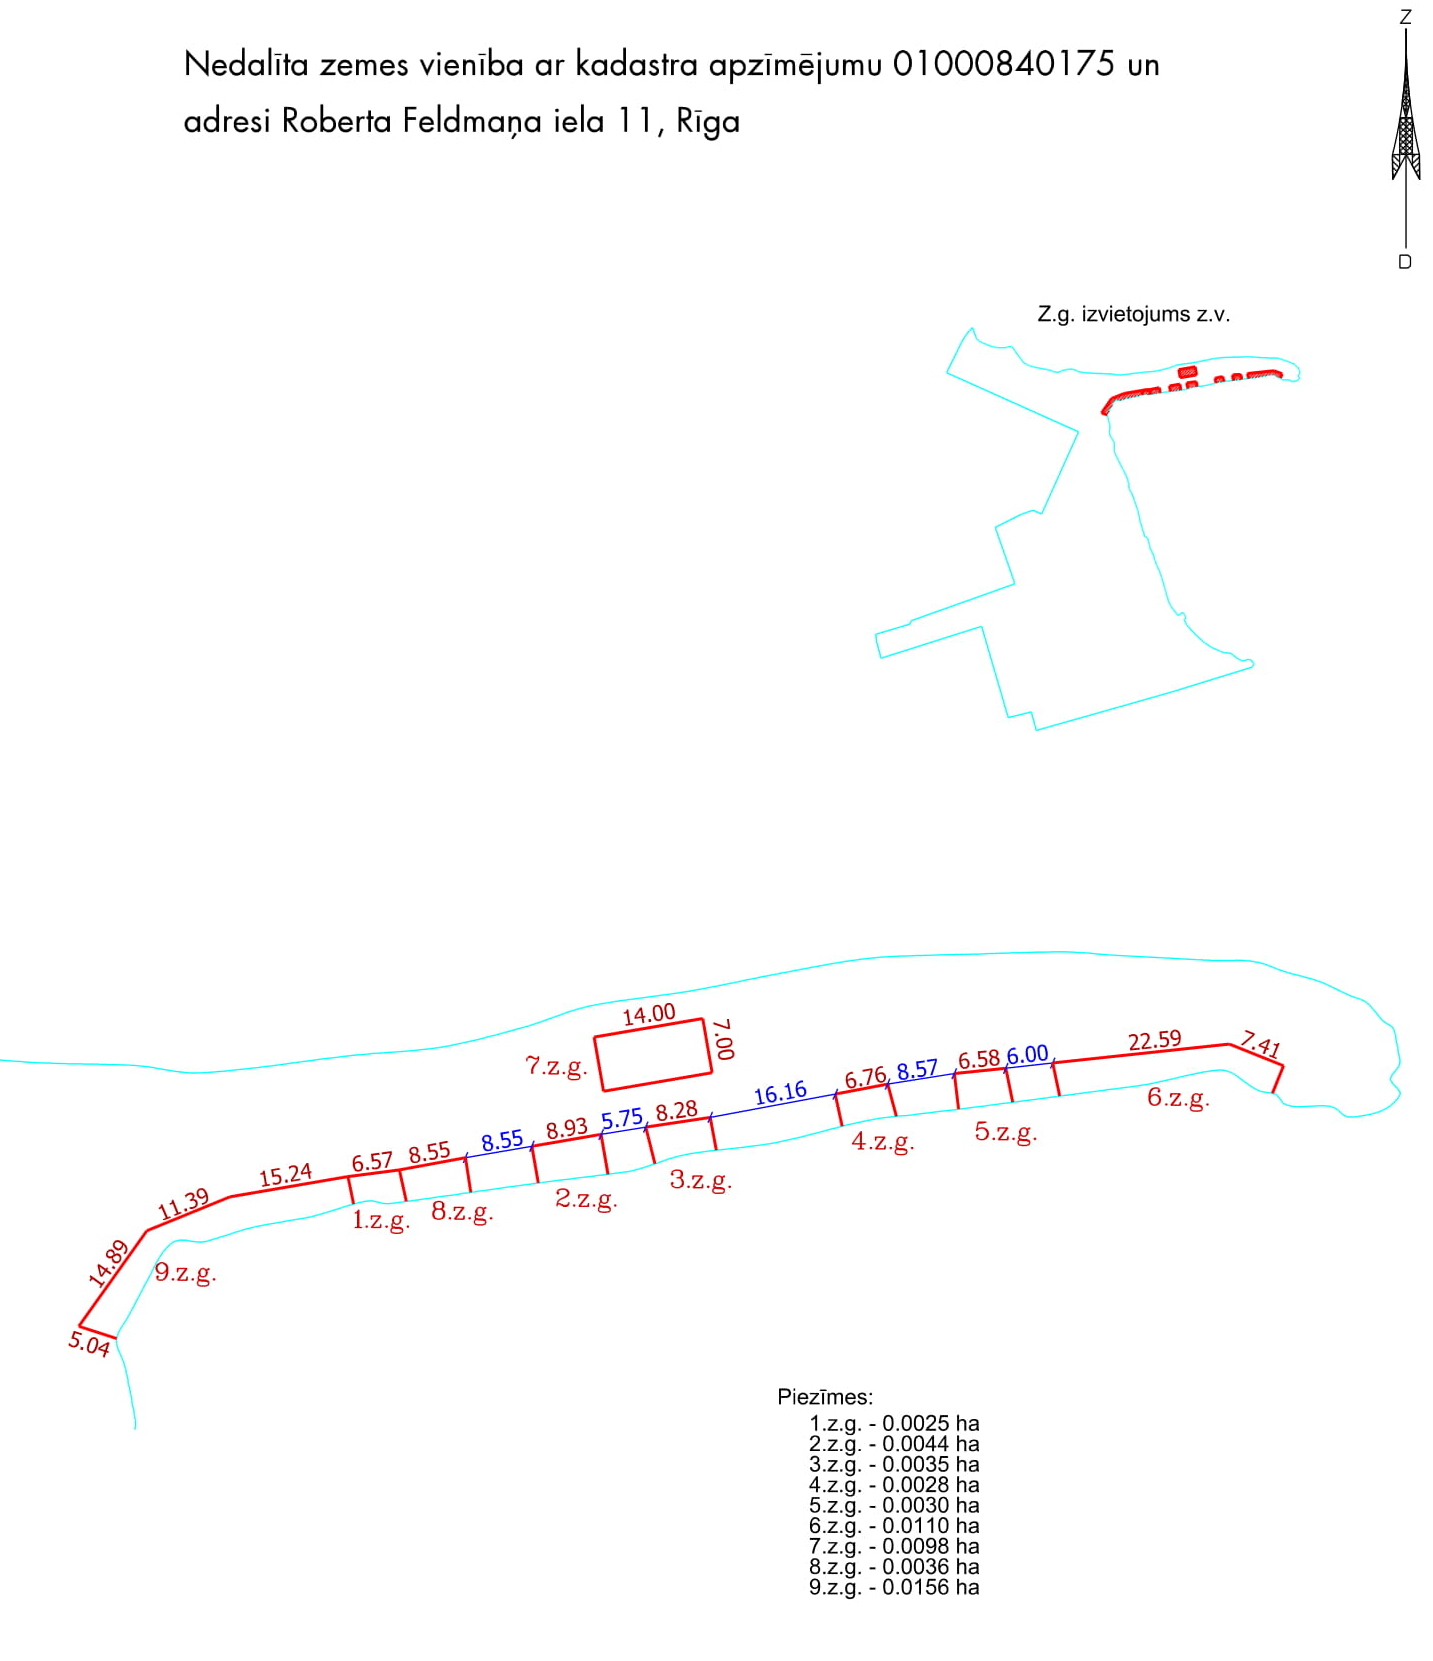 Z
Nedalīta zemes vienība ar kadastra apzīmējumu 01000840175 un
adresi Roberta Feldmaņa iela 11, Rīga
D
Z.g. izvietojums z.v.
14.00
7.00
7.z.g.
22.59
7.41
6.58
6.00
8.57
6.76
16.16
6.z.g.
8.28
5.75
8.93
8.55
4.z.g.
5.z.g.
8.55
6.57
15.24
3.z.g.
2.z.g.
11.39
1.z.g.
8.z.g.
14.89
9.z.g.
5.04
Piezīmes:
1.z.g. - 0.0025 ha
2.z.g. - 0.0044 ha
3.z.g. - 0.0035 ha
4.z.g. - 0.0028 ha
5.z.g. - 0.0030 ha
6.z.g. - 0.0110 ha
7.z.g. - 0.0098 ha
8.z.g. - 0.0036 ha
9.z.g. - 0.0156 ha